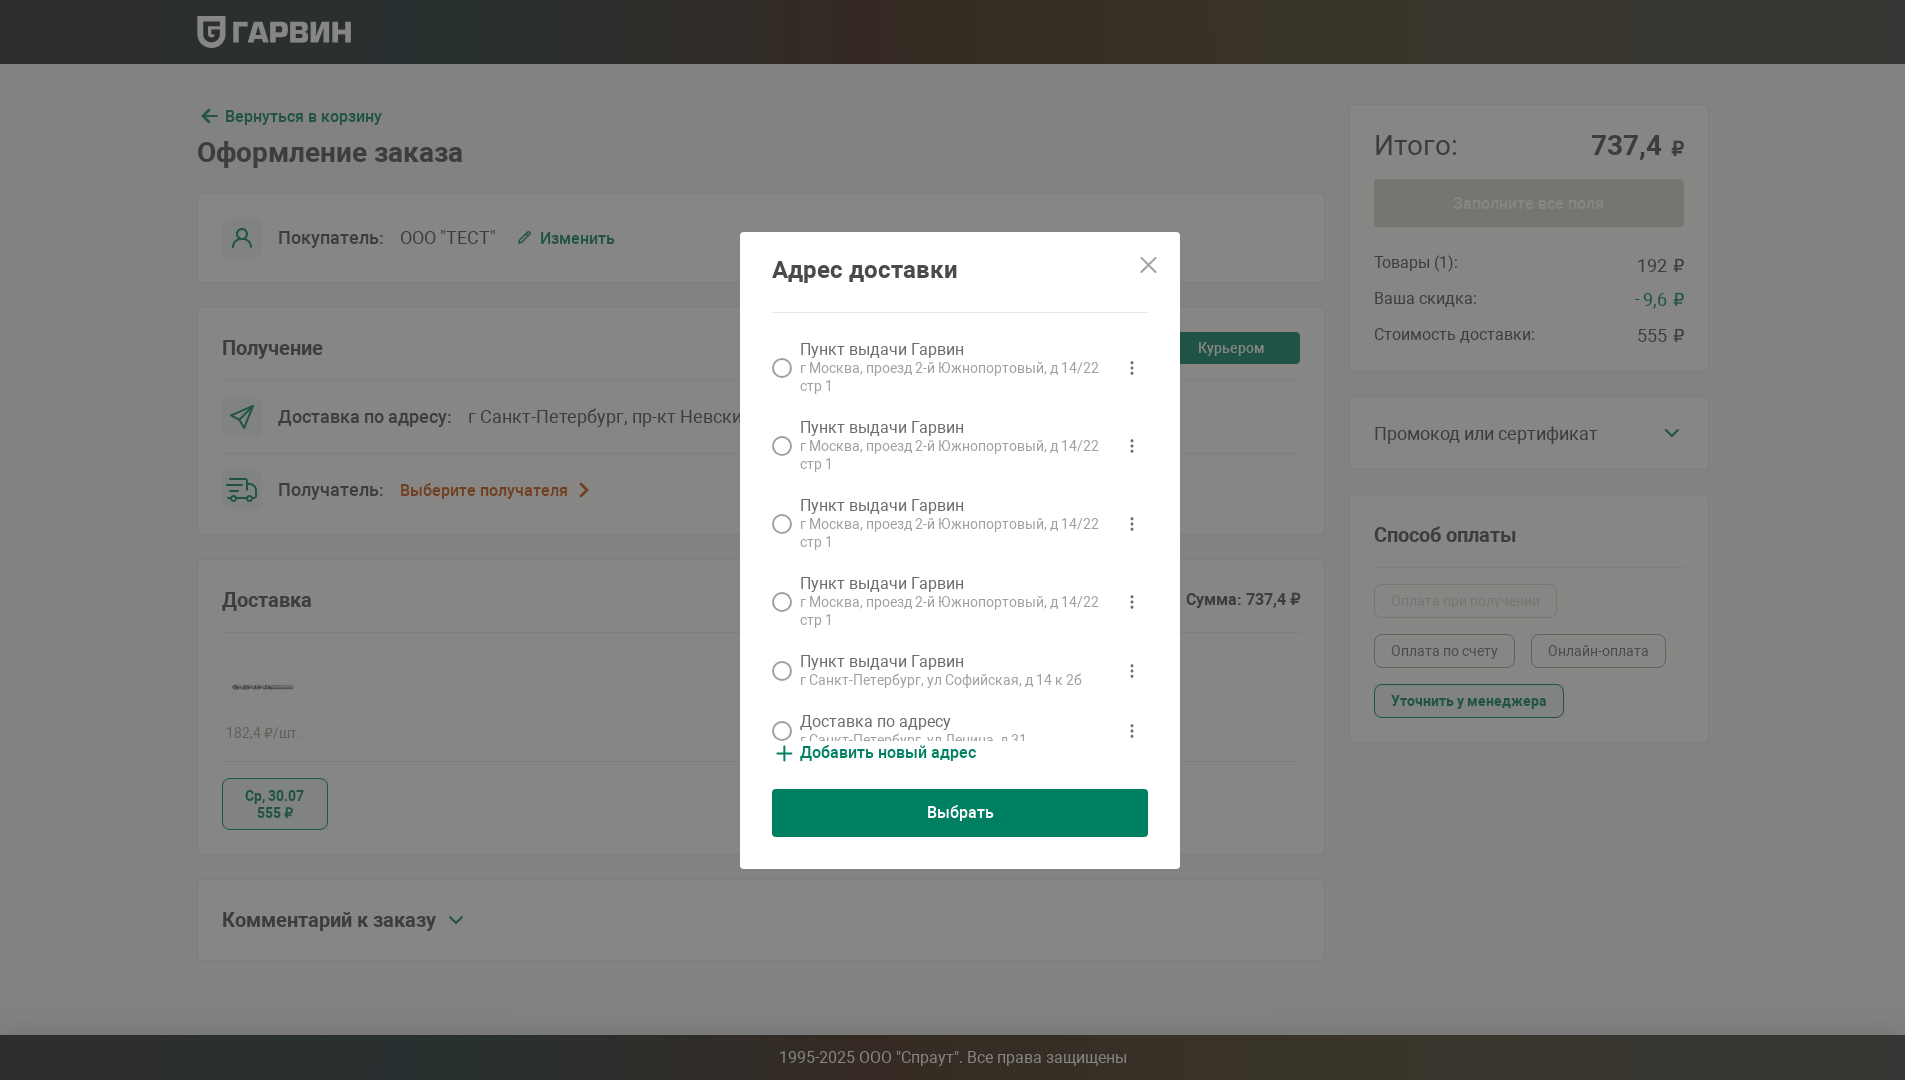 ГАРВИН
Вернуться в корзину
Оформление заказа
Покупатель: ООО "ТЕСТ" Изменить
Получение
Курьером
Доставка по адресу: г Санкт-Петербург, пр-кт
Получатель: Выберите получателя
Доставка
Сумма: 737,4 ₽
182,4 ₽/шт.
Ср, 30.07
555 ₽
Комментарий к заказу
Адрес доставки
Пункт выдачи Гарвин
г Москва, проезд 2-й Южнопортовый, д 14/22
стр 1
Пункт выдачи Гарвин
г Москва, проезд 2-й Южнопортовый, д 14/22
стр 1
Пункт выдачи Гарвин
г Москва, проезд 2-й Южнопортовый, д 14/22
стр 1
Пункт выдачи Гарвин
г Москва, проезд 2-й Южнопортовый, д 14/22
стр 1
Пункт выдачи Гарвин
г Санкт-Петербург, ул Софийская, д 14 к 2б
Доставка по адресу
г Санкт-Петербург, ул Ленина, д 31
Добавить новый адрес
Выбрать
Итого: 737,4 ₽
Заполните все поля
Товары (1): 192 ₽
Ваша скидка: - 9,6 ₽
Стоимость доставки: 555 ₽
Промокод или сертификат
Способ оплаты
Оплата при получении
Оплата по счету
Онлайн-оплата
Уточнить у менеджера
1995-2025 ООО "Спраут". Все права защищены